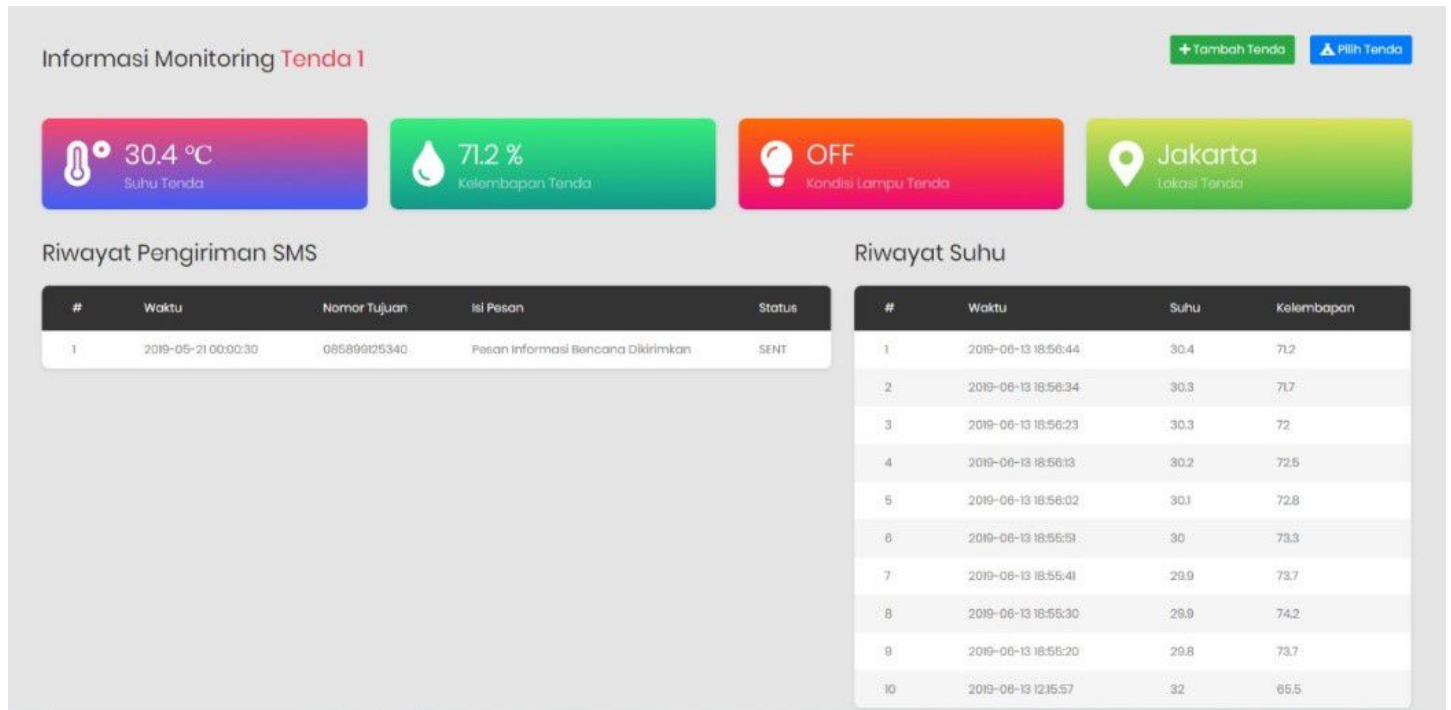 Informasi Monitoring Tenda 1
+ Tambah Tenda
Pilih Tenda
30.4 °C
Suhu Tenda
71.2 %
Kelembapan Tenda
OFF
Kondisi Lampu Tenda
Jakarta
Lokasi Tenda
Riwayat Pengiriman SMS
# Waktu Nomor Tujuan Isi Pesan Status
1 2019-05-21 00:00:30 085899125340 Pesan Informasi Bencana Dikirimkan SENT
Riwayat Suhu
# Waktu Suhu Kelembapan
1 2019-06-13 18:56:44 30.4 71.2
2 2019-06-13 18:56:34 30.3 71.7
3 2019-06-13 18:56:23 30.3 72
4 2019-06-13 18:56:13 30.2 72.5
5 2019-06-13 18:56:02 30.1 72.8
6 2019-06-13 18:55:51 30 73.3
7 2019-06-13 18:55:41 29.9 73.7
8 2019-06-13 18:55:30 29.9 74.2
9 2019-06-13 18:55:20 29.8 73.7
10 2019-06-13 12:15:57 32 65.5